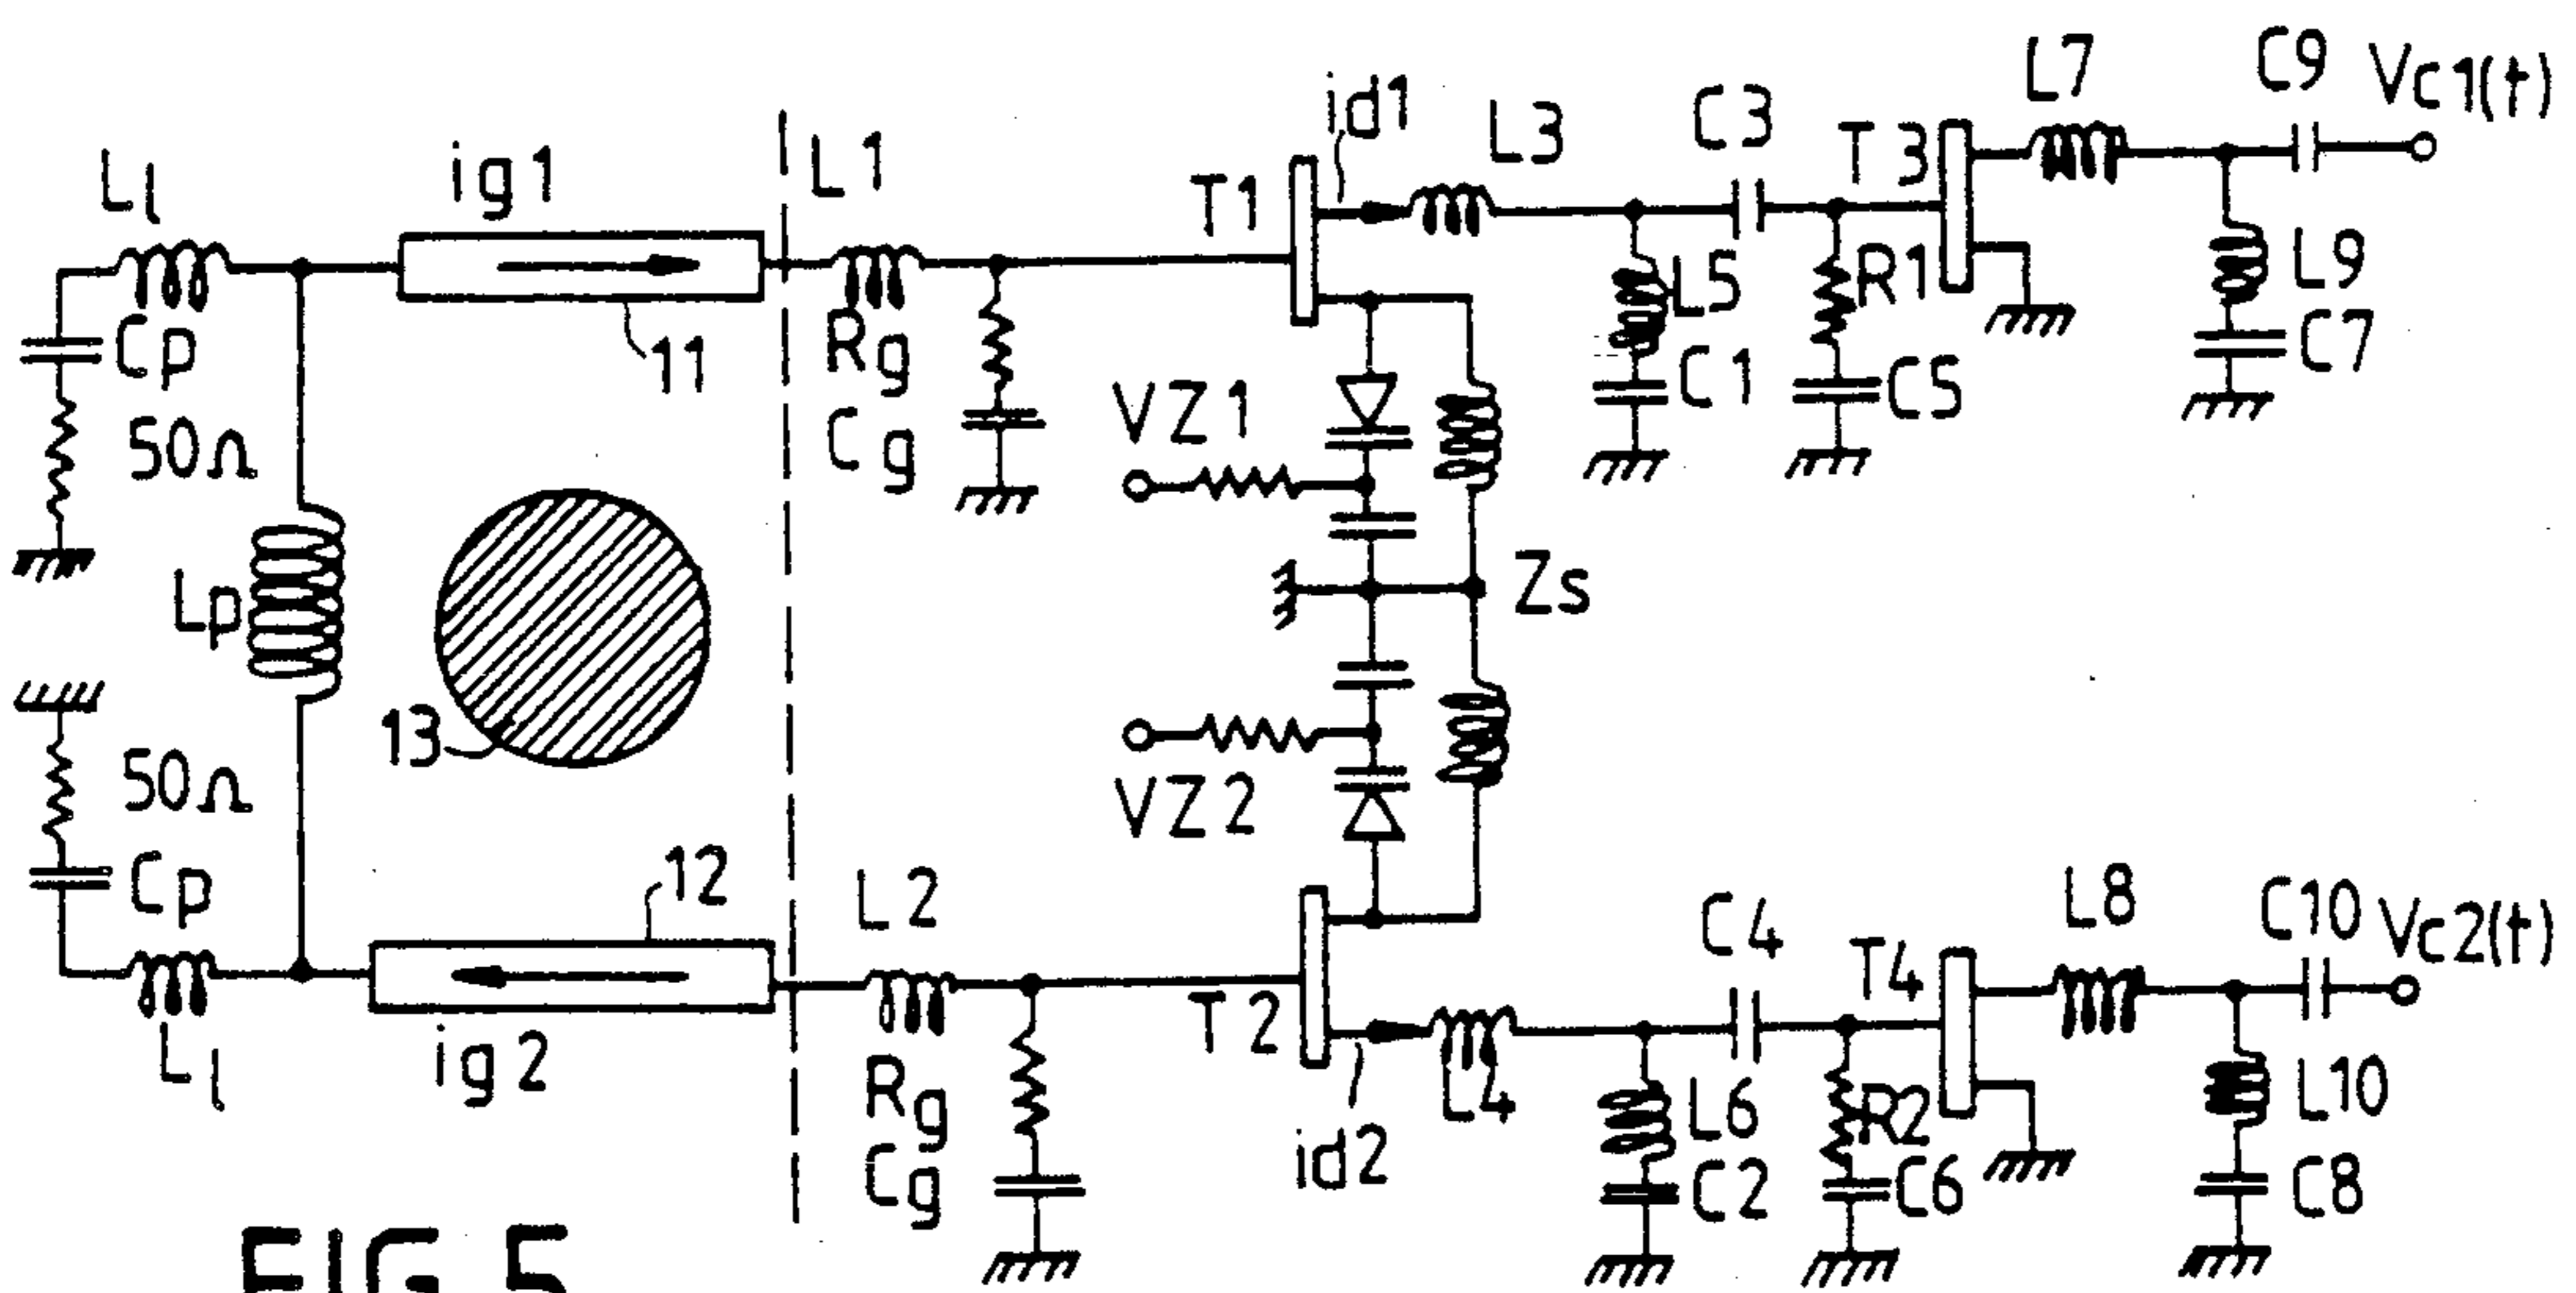 Ll
ig1
L1
T1
id1
L3
C3
T3
L7
C9
Vc1(t)
Cp
50Ω
11
Rg
Cg
VZ1
L5
C1
R1
C5
L9
C7
Lp
13
Zs
50Ω
Cp
12
L2
VZ2
T2
C4
T4
L8
C10
Vc2(t)
Ll
ig2
Rg
Cg
id2
L4
L6
C2
R2
C6
L10
C8
FIG.5